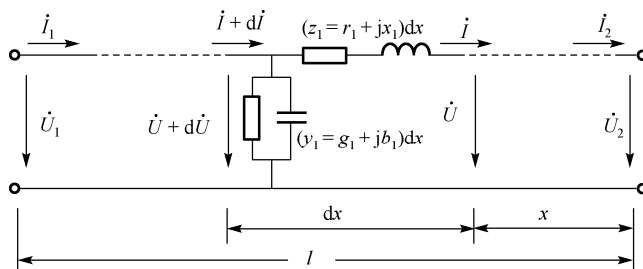 İ₁
İ + dİ
(z₁ = r₁ + jx₁)dx
İ
İ₂
U̇₁
U̇ + dU̇
(y₁ = g₁ + jb₁)dx
U̇
U̇₂
dx
x
l